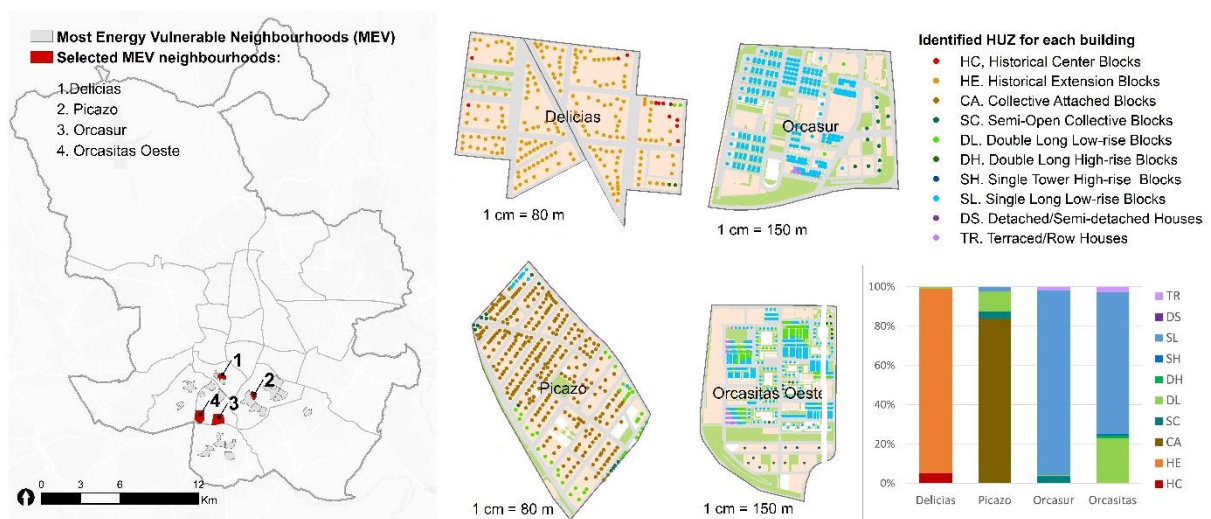 Most Energy Vulnerable Neighbourhoods (MEV)
Selected MEV neighbourhoods:
1.Delicias
2. Picazo
3. Orcasur
4. Orcasitas Oeste
1
2
4
3
0 3 6 12
Km
Delicias
1 cm = 80 m
Orcasur
1 cm = 150 m
Picazo
1 cm = 80 m
Orcasitas Oeste
1 cm = 150 m
Identified HUZ for each building
HC. Historical Center Blocks
HE. Historical Extension Blocks
CA. Collective Attached Blocks
SC. Semi-Open Collective Blocks
DL. Double Long Low-rise Blocks
DH. Double Long High-rise Blocks
SH. Single Tower High-rise Blocks
SL. Single Long Low-rise Blocks
DS. Detached/Semi-detached Houses
TR. Terraced/Row Houses
100%
80%
60%
40%
20%
0%
Delicias Picazo Orcasur Orcasitas
TR
DS
SL
SH
DH
DL
SC
CA
HE
HC